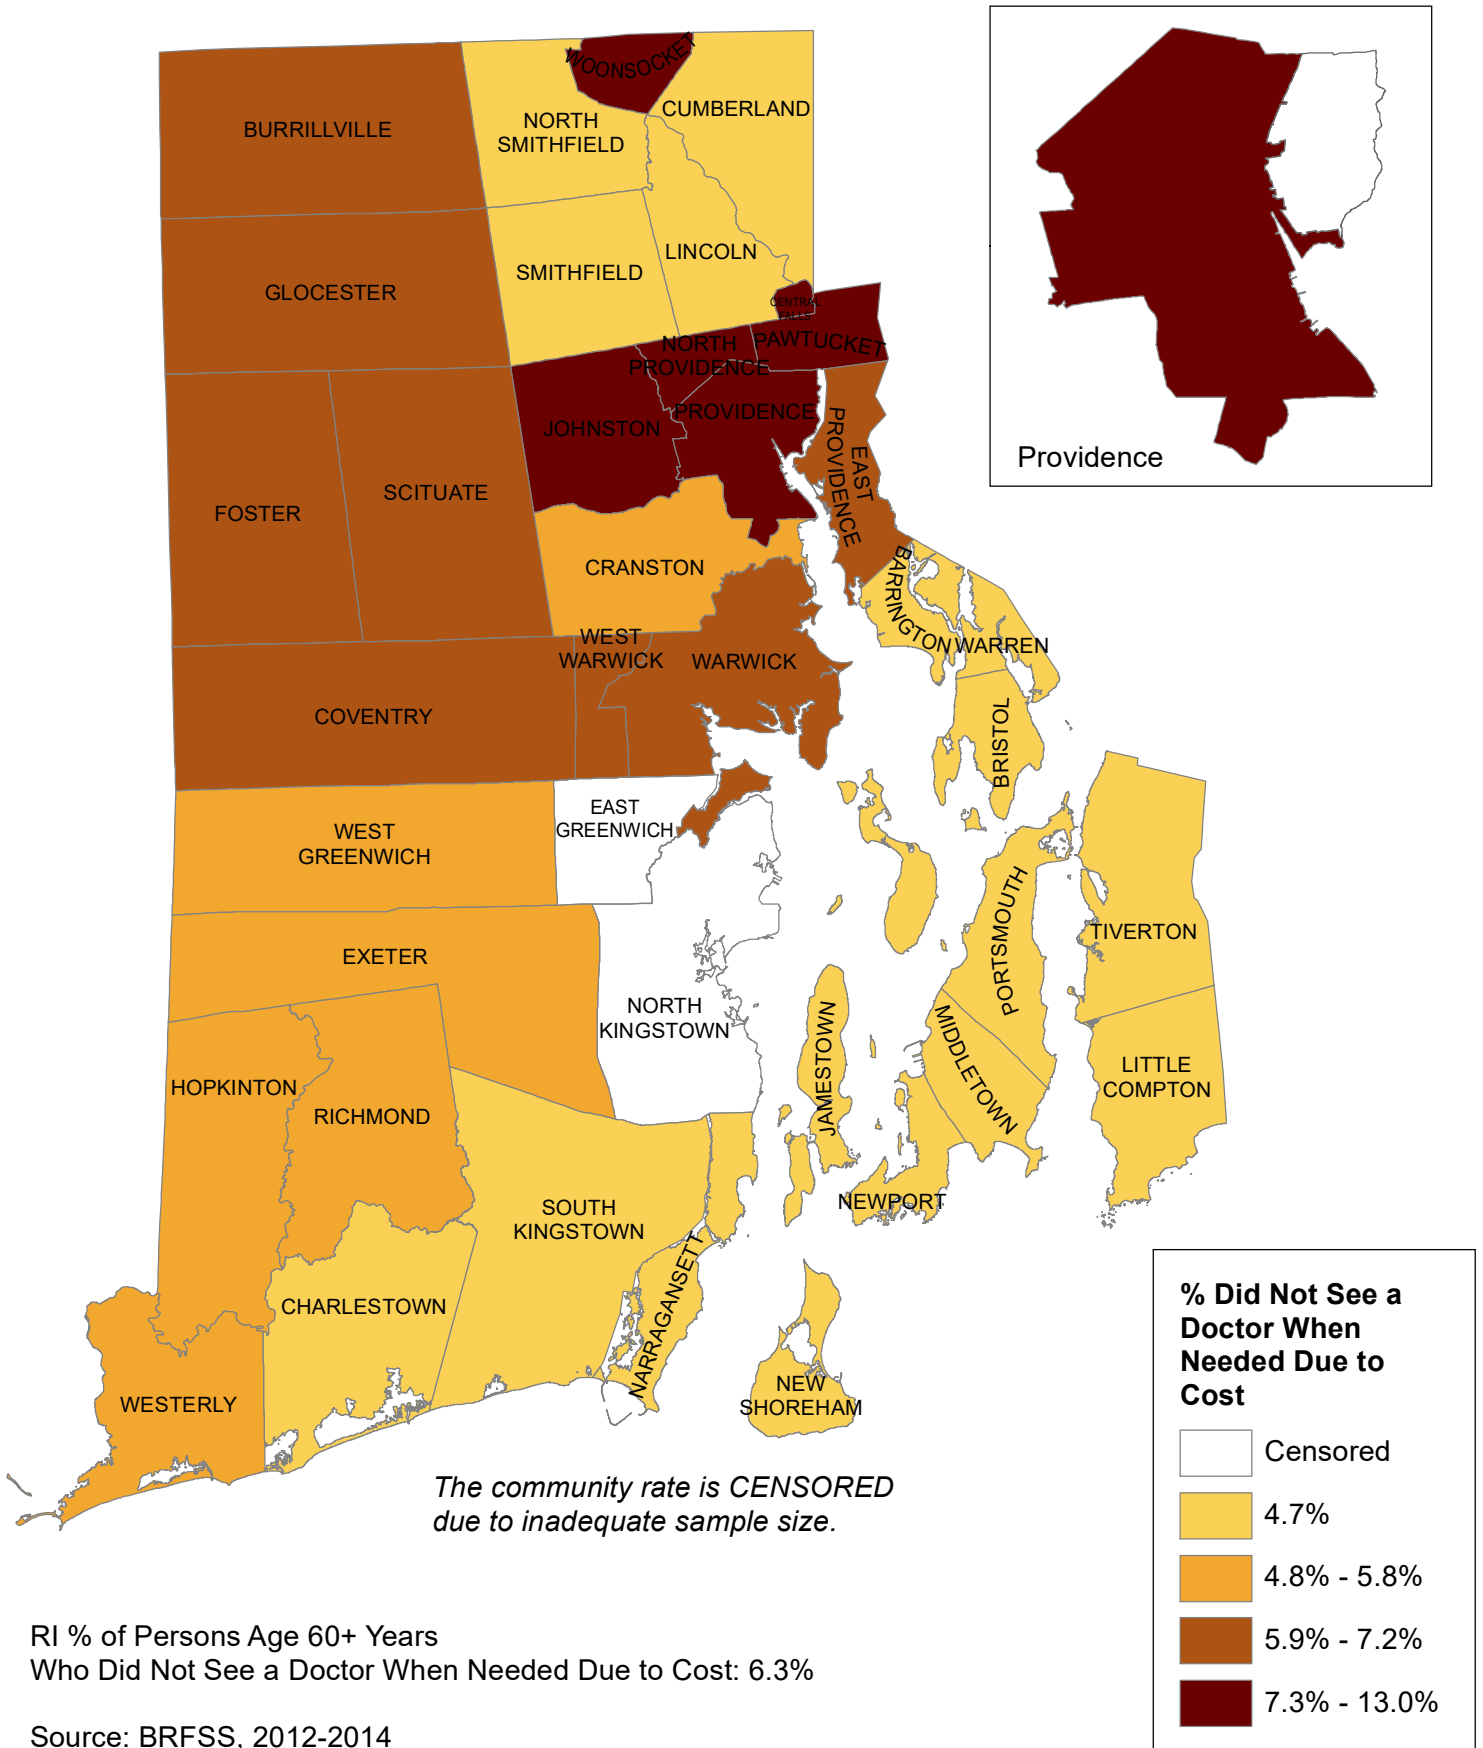 WOONSOCKET
CUMBERLAND
BURRILLVILLE
NORTH
SMITHFIELD
LINCOLN
SMITHFIELD
GLOCESTER
CENTRAL
FALLS
NORTH
PROVIDENCE
PAWTUCKET
PROVIDENCE
JOHNSTON
EAST
PROVIDENCE
SCITUATE
FOSTER
CRANSTON
BARRINGTON
WARREN
WEST
WARWICK
WARWICK
COVENTRY
BRISTOL
EAST
GREENWICH
WEST
GREENWICH
PORTSMOUTH
TIVERTON
EXETER
NORTH
KINGSTOWN
JAMESTOWN
MIDDLETOWN
LITTLE
COMPTON
HOPKINTON
RICHMOND
SOUTH
KINGSTOWN
NEWPORT
NARRAGANSETT
CHARLESTOWN
NEW
SHOREHAM
WESTERLY
Providence
The community rate is CENSORED
due to inadequate sample size.
% Did Not See a
Doctor When
Needed Due to
Cost
Censored
4.7%
4.8% - 5.8%
5.9% - 7.2%
7.3% - 13.0%
RI % of Persons Age 60+ Years
Who Did Not See a Doctor When Needed Due to Cost: 6.3%
Source: BRFSS, 2012-2014